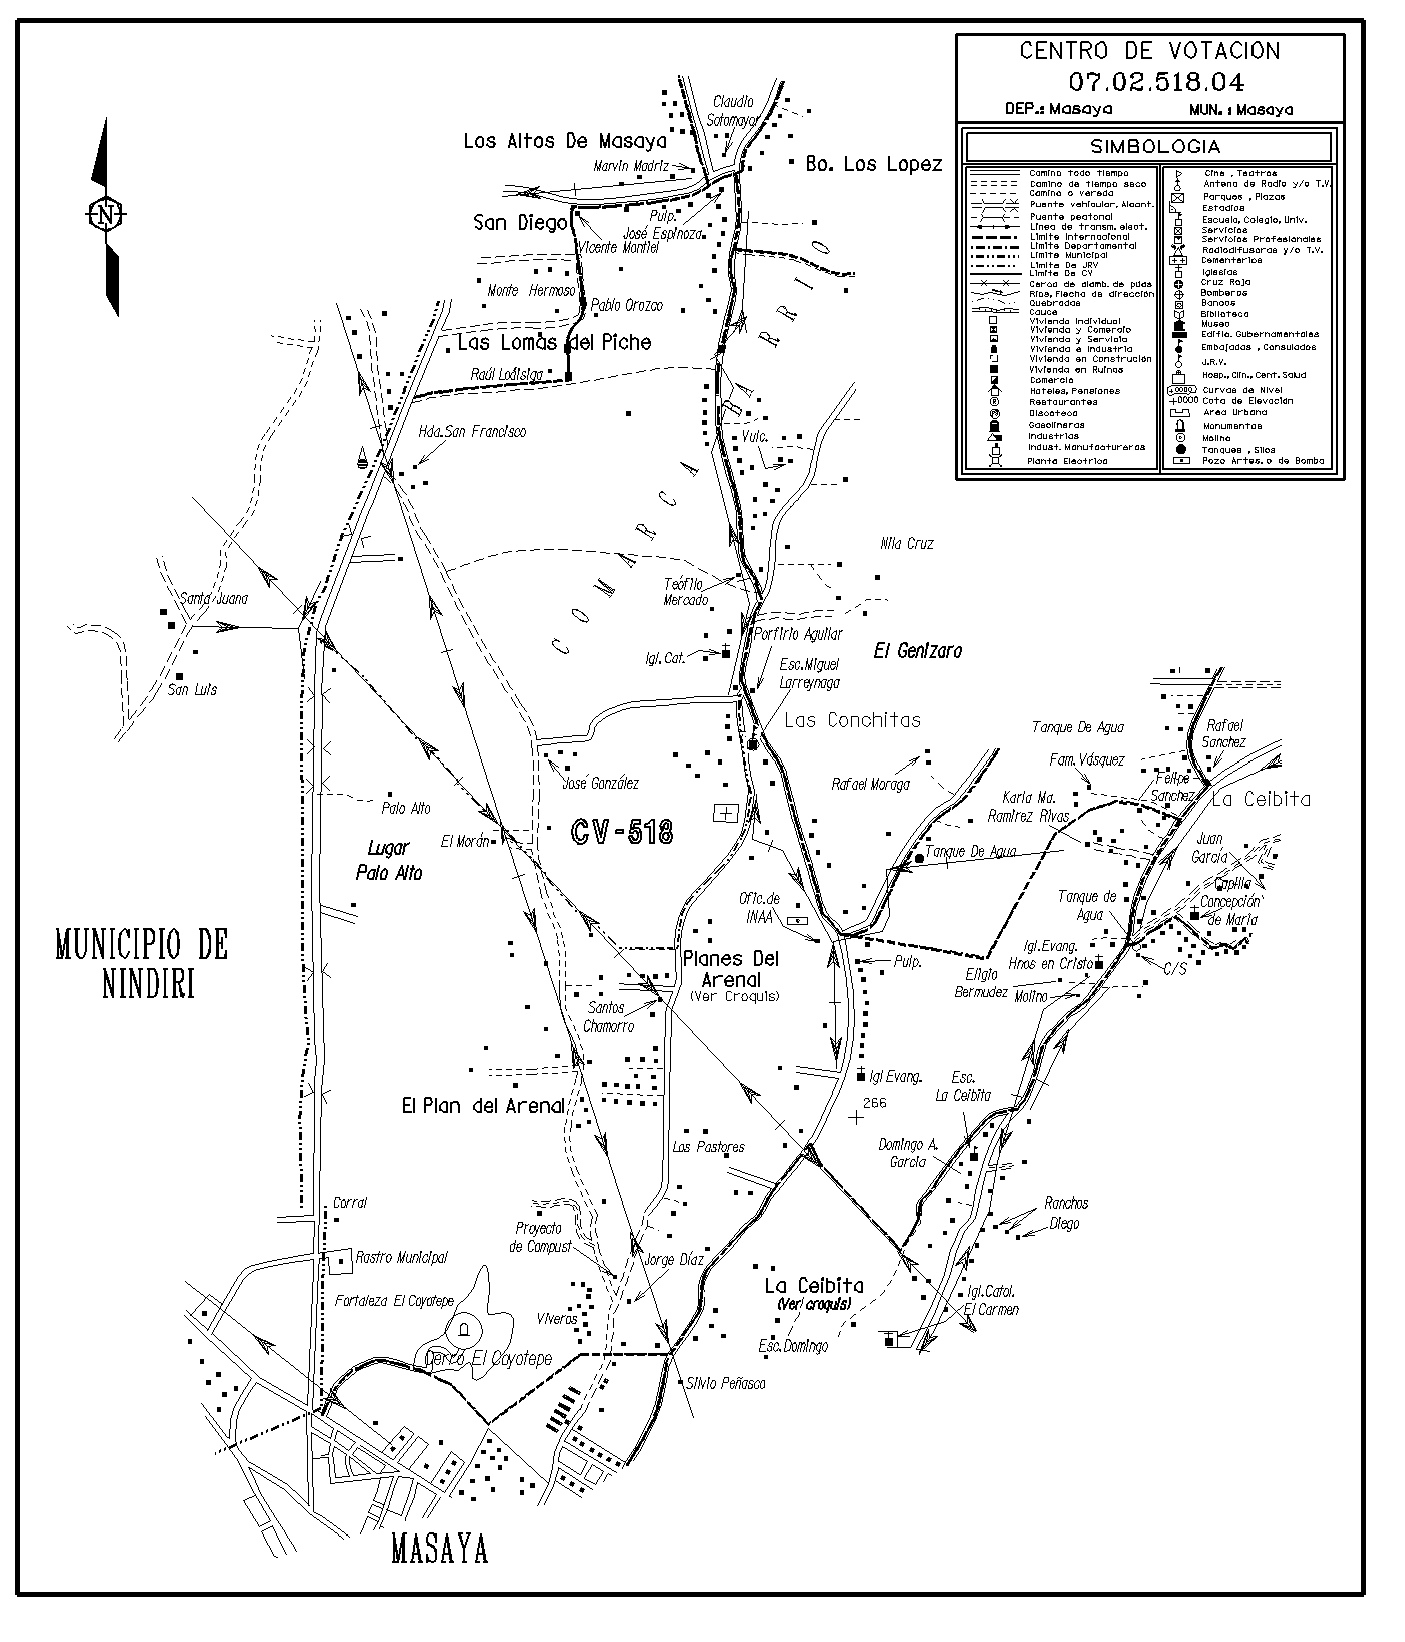 CENTRO DE VOTACION
07.02.518.04
DEP.: Masaya MUN. : Masaya
SIMBOLOGIA
Camino todo tiempo
Camino de tiempo seco
Camino o vereda
Puente vehicular, Alcant.
Puente peatonal
Linea de transm. elect.
Limite Internacional
Limite Departamental
Limite Municipal
Limite De JRV
Limite De CV
Cerca de alamb. de púas
Rios, Flecha de dirección
Quebradas
Cauce
Vivienda Individual
Vivienda y Comercio
Vivienda y Servicio
Vivienda e Industria
Vivienda en Construción
Vivienda en Ruinas
Comercio
Hoteles, Pensiones
Restaurantes
Discoteca
Gasolineras
Industrias
Indust. Manufactureras
Planta Electrica
Cine , Teatros
Antena de Radio y/o T.V.
Parques , Plazas
Estadios
Escuela, Colegio, Univ.
Servicios
Servicios Profesionales
Radiodifusoras y/o T.V.
Cementerios
Iglesias
Cruz Roja
Bomberos
Bancos
Biblioteca
Museo
Edific. Gubernamentales
Embajadas , Consulados
J.R.V.
Hosp., Clin., Cent. Salud
0000 Curvas de Nivel
+0000 Cota de Elevación
Area Urbana
Monumentos
Molino
Tanques , Silos
Pozo Artes. o de Bomba
N
Claudio
Sotomayor
Los Altos De Masaya
Marvin Madriz
Bo. Los Lopez
San Diego
Pulp.
José Espinoza
Vicente Montiel
Monte Hermoso
Pablo Orozco
Las Lomas del Piche
Raúl Loáisiga
COMARCA BARRIO
Hda.San Francisco
Vulc.
Nila Cruz
Teófilo
Mercado
Santa Juana
Porfirio Aguilar
Igl.Cat.
Esc.Miguel
Larreynaga
El Genizaro
San Luis
Las Conchitas
Tanque De Agua
Rafael
Sanchez
Fam.Vásquez
José González
Rafael Moraga
Felipe
Sanchez
La Ceibita
Karla Ma.
Ramirez Rivas
Palo Alto
CV-518
El Morán
Lugar
Palo Alto
Tanque De Agua
Juan
García
Ofic.de
INAA
Tanque de
Agua
Capilla
Concepción
de María
MUNICIPIO DE
NINDIRI
Planes Del
Arenal
(Ver Croquis)
Pulp.
Igl.Evang.
Hnos en Cristo
C/S
Eligio
Bermudez
Molino
Santos
Chamorro
Igl Evang.
Esc.
La Ceibita
El Plan del Arenal
266
Los Pastores
Domingo A.
García
Corral
Ranchos
Diego
Proyecto
de Compust
Rastro Municipal
Jorge Díaz
La Ceibita
(Ver croquis)
Igl.Catol.
El Carmen
Fortaleza El Coyotepe
Viveros
Esc.Domingo
Cerro El Coyotepe
Silvio Peñasco
MASAYA